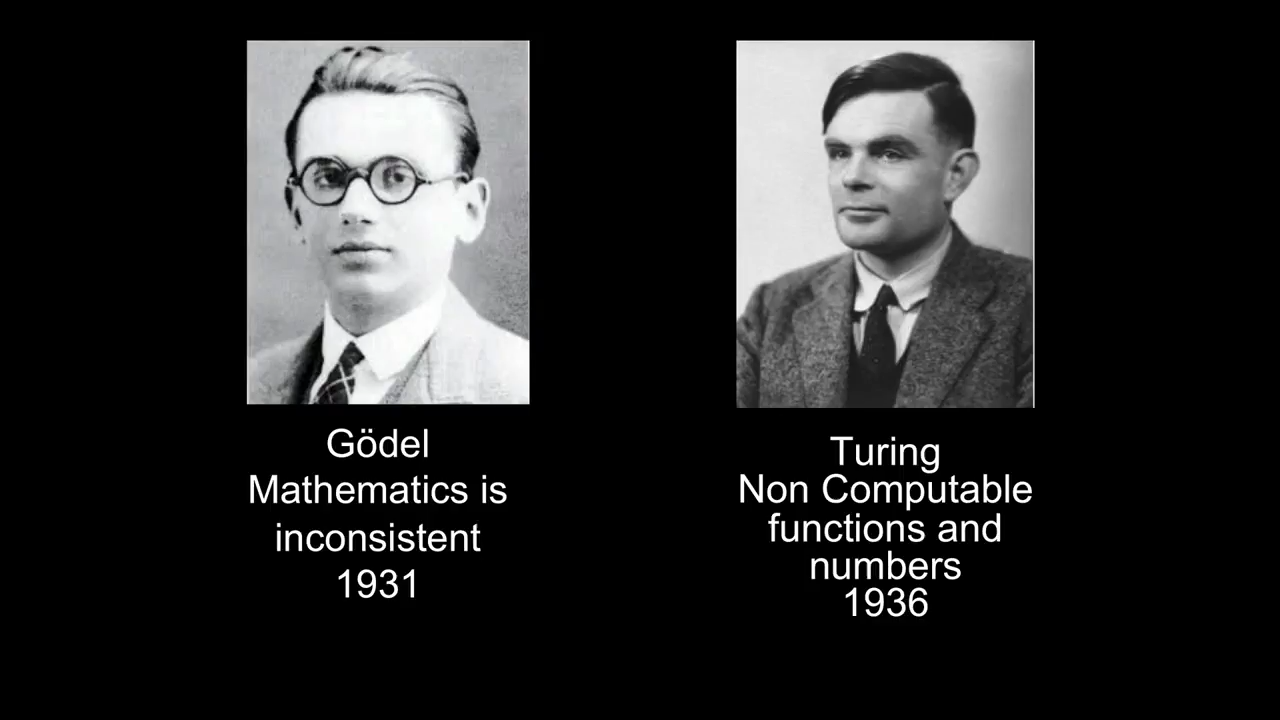 Gödel
Mathematics is
inconsistent
1931
Turing
Non Computable
functions and
numbers
1936